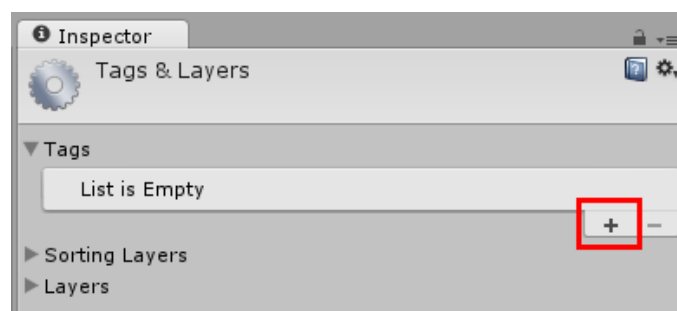 Inspector
Tags & Layers
Tags
List is Empty
+ −
Sorting Layers
Layers